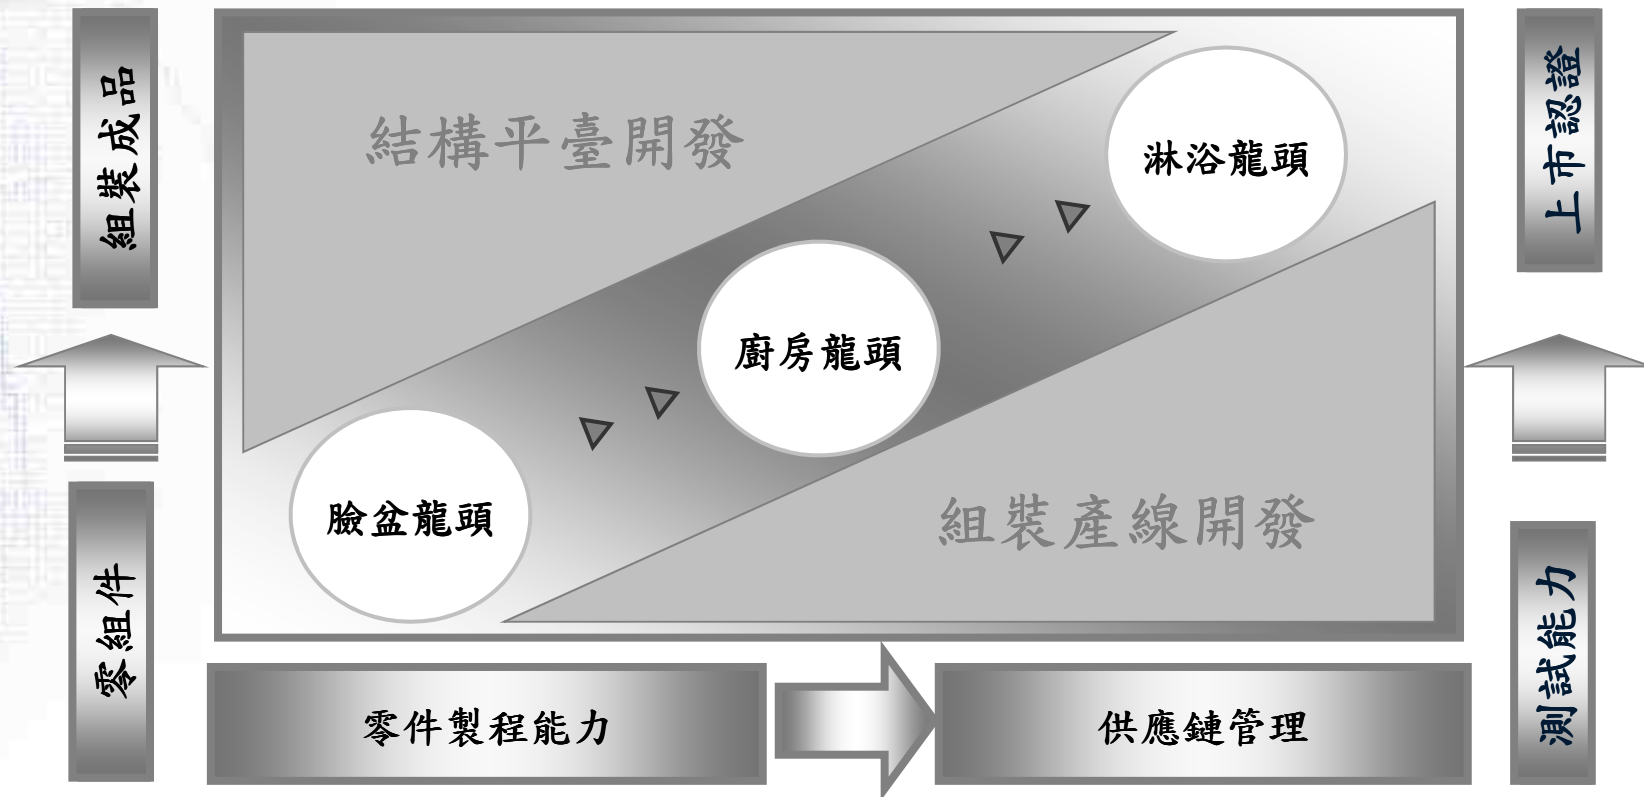 組裝成品
零組件
結構平臺開發
淋浴龍頭
廚房龍頭
臉盆龍頭
組裝產線開發
上市認證
測試能力
零件製程能力
供應鏈管理